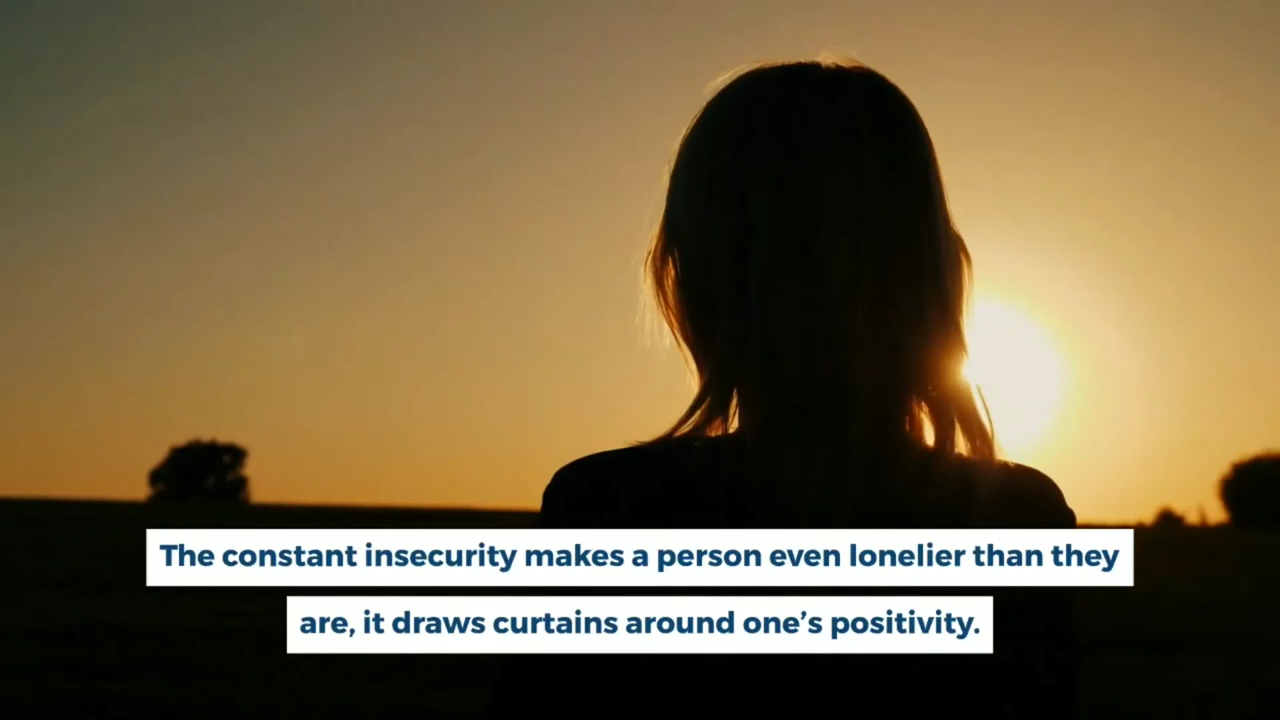 The constant insecurity makes a person even lonelier than they
are, it draws curtains around one’s positivity.